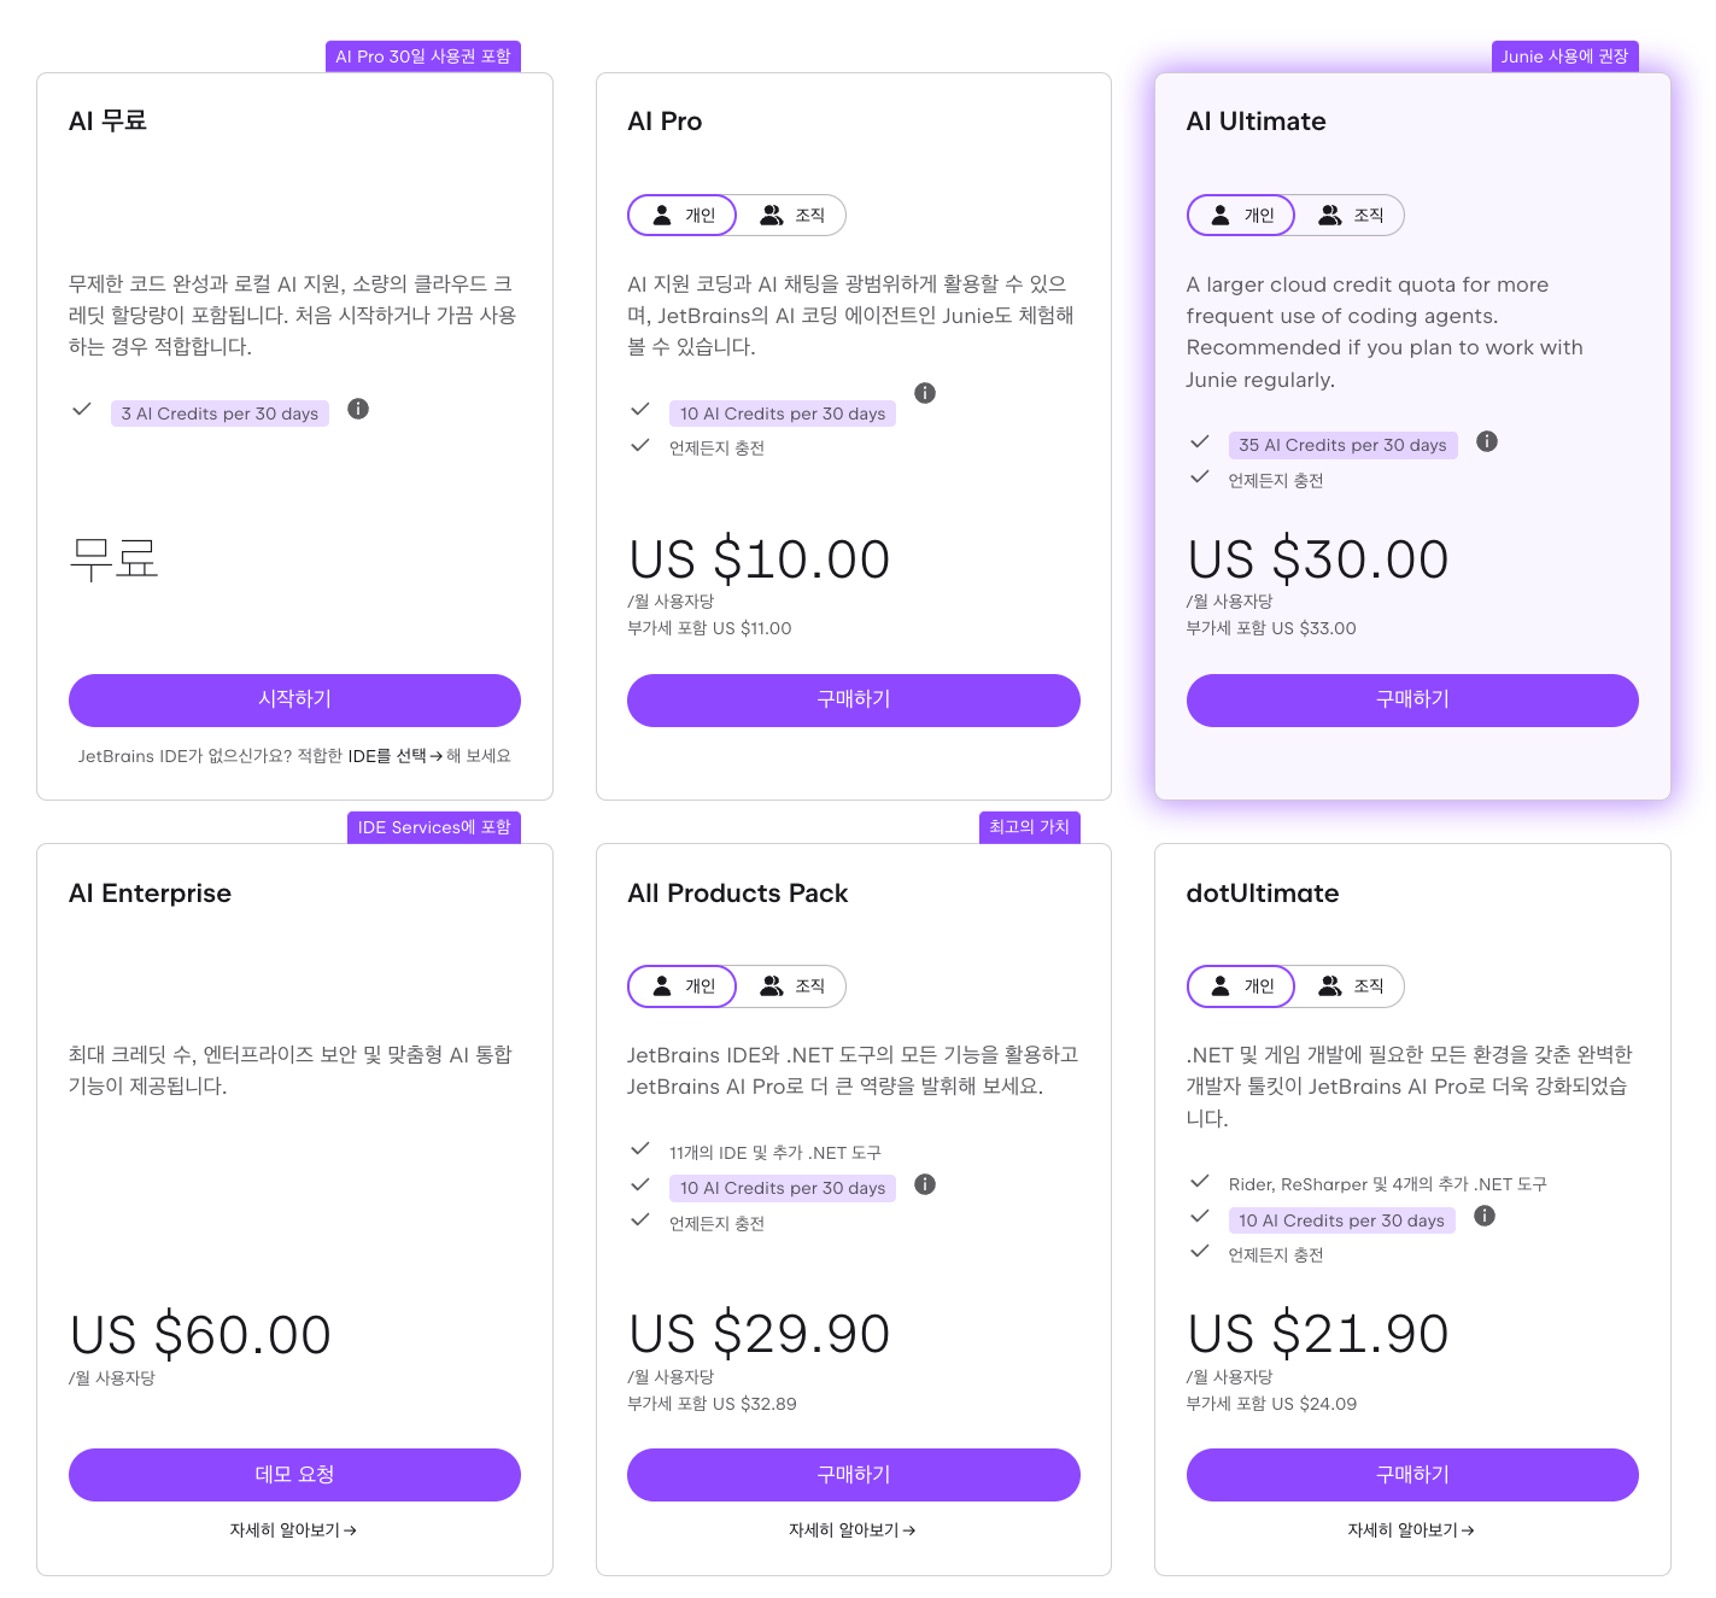 AI Pro 30일 사용권 포함
AI 무료
무제한 코드 완성과 로컬 AI 지원, 소량의 클라우드 크
레딧 할당량이 포함됩니다. 처음 시작하거나 가끔 사용
하는 경우 적합합니다.
3 AI Credits per 30 days
무료
시작하기
JetBrains IDE가 없으신가요? 적합한 IDE를 선택→해 보세요
AI Pro
개인 조직
AI 지원 코딩과 AI 채팅을 광범위하게 활용할 수 있으
며, JetBrains의 AI 코딩 에이전트인 Junie도 체험해
볼 수 있습니다.
10 AI Credits per 30 days
언제든지 충전
US $10.00
/월 사용자당
부가세 포함 US $11.00
구매하기
Junie 사용에 권장
AI Ultimate
개인 조직
A larger cloud credit quota for more
frequent use of coding agents.
Recommended if you plan to work with
Junie regularly.
35 AI Credits per 30 days
언제든지 충전
US $30.00
/월 사용자당
부가세 포함 US $33.00
구매하기
IDE Services에 포함
AI Enterprise
최대 크레딧 수, 엔터프라이즈 보안 및 맞춤형 AI 통합
기능이 제공됩니다.
US $60.00
/월 사용자당
데모 요청
자세히 알아보기→
최고의 가치
All Products Pack
개인 조직
JetBrains IDE와 .NET 도구의 모든 기능을 활용하고
JetBrains AI Pro로 더 큰 역량을 발휘해 보세요.
11개의 IDE 및 추가 .NET 도구
10 AI Credits per 30 days
언제든지 충전
US $29.90
/월 사용자당
부가세 포함 US $32.89
구매하기
자세히 알아보기→
dotUltimate
개인 조직
.NET 및 게임 개발에 필요한 모든 환경을 갖춘 완벽한
개발자 툴킷이 JetBrains AI Pro로 더욱 강화되었습
니다.
Rider, ReSharper 및 4개의 추가 .NET 도구
10 AI Credits per 30 days
언제든지 충전
US $21.90
/월 사용자당
부가세 포함 US $24.09
구매하기
자세히 알아보기→